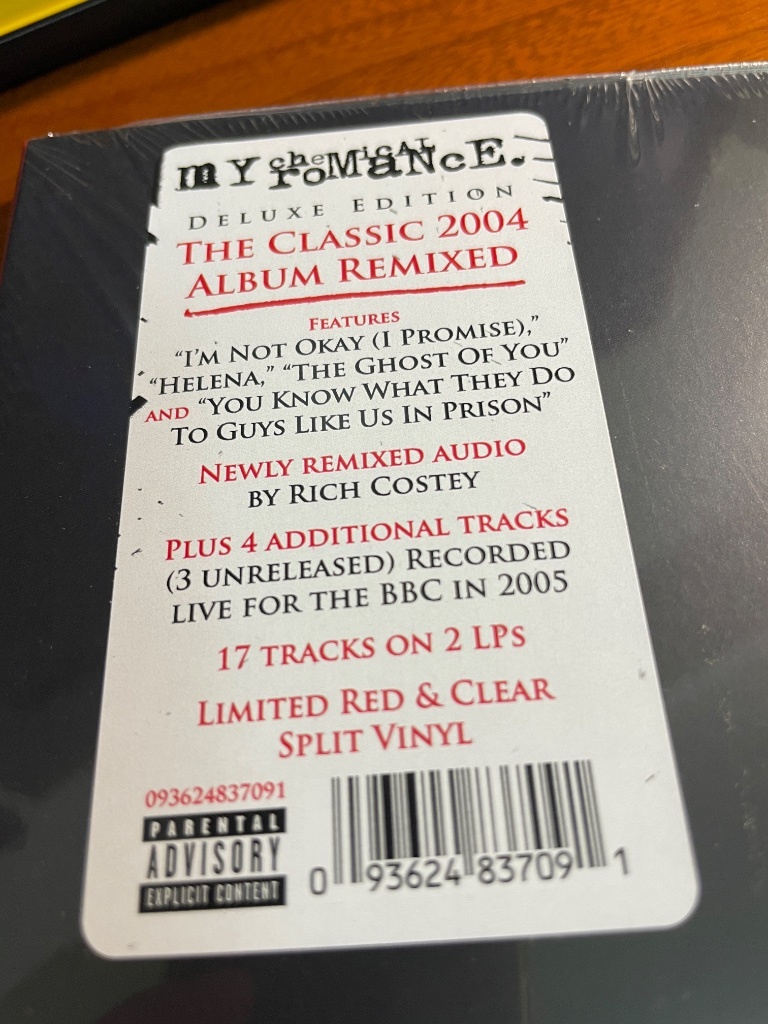 my chemical romance.
DELUXE EDITION
THE CLASSIC 2004
ALBUM REMIXED
FEATURES
“I’M NOT OKAY (I PROMISE),”
“HELENA,” “THE GHOST OF YOU”
AND “YOU KNOW WHAT THEY DO
TO GUYS LIKE US IN PRISON”
NEWLY REMIXED AUDIO
BY RICH COSTEY
PLUS 4 ADDITIONAL TRACKS
(3 UNRELEASED) RECORDED
LIVE FOR THE BBC IN 2005
17 TRACKS ON 2 LPS
LIMITED RED & CLEAR
SPLIT VINYL
093624837091
PARENTAL
ADVISORY
EXPLICIT CONTENT
0 93624 83709 1